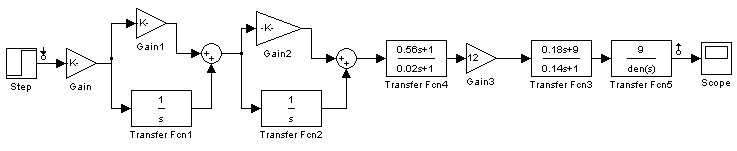 Step
K-
Gain
K-
Gain1
1
s
Transfer Fcn1
+
+
-K-
Gain2
1
s
Transfer Fcn2
+
+
0.56s+1
0.02s+1
Transfer Fcn4
12
Gain3
0.18s+9
0.14s+1
Transfer Fcn3
9
den(s)
Transfer Fcn5
Scope